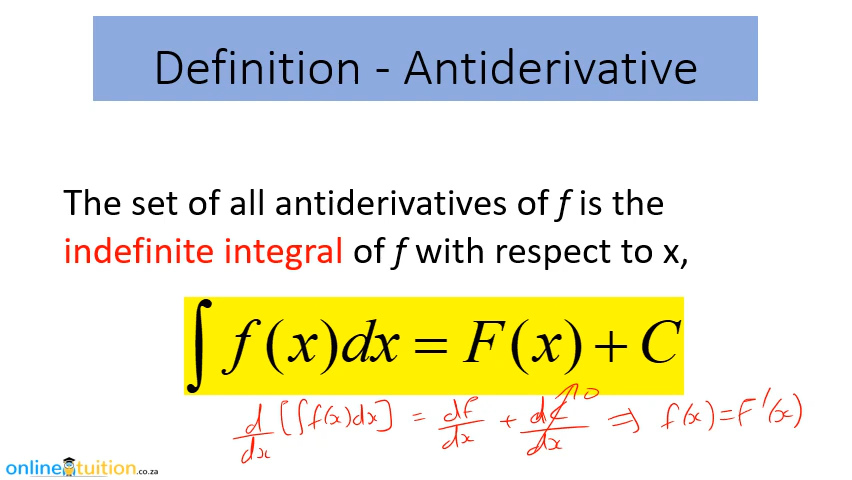 Definition - Antiderivative
The set of all antiderivatives of f is the
indefinite integral of f with respect to x,
∫ f(x)dx = F(x) + C
d/dx [∫f(x)dx] = dF/dx + dC/dx ↗0 ⇒ f(x) = F'(x)
onlinetuition.co.za